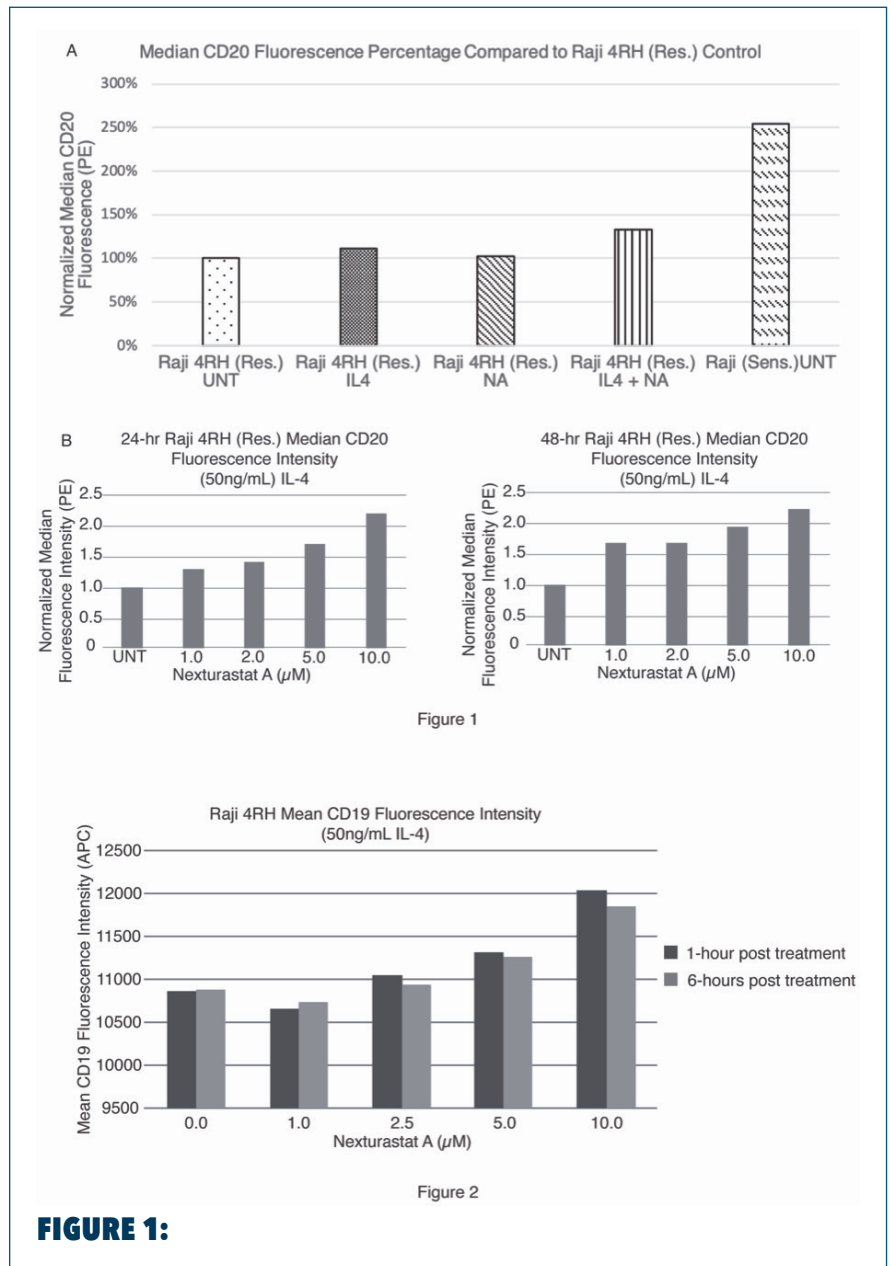 A
Median CD20 Fluorescence Percentage Compared to Raji 4RH (Res.) Control
Normalized Median CD20
Fluorescence (PE)
300%
250%
200%
150%
100%
50%
0%
Raji 4RH (Res.)
UNT
Raji 4RH (Res.)
IL4
Raji 4RH (Res.)
NA
Raji 4RH (Res.)
IL4 + NA
Raji (Sens.)UNT
B
24-hr Raji 4RH (Res.) Median CD20
Fluorescence Intensity
(50ng/mL) IL-4
Normalized Median
Fluorescence Intensity (PE)
2.5
2.0
1.5
1.0
0.5
0
UNT
1.0
2.0
5.0
10.0
Nexturastat A (µM)
48-hr Raji 4RH (Res.) Median CD20
Fluorescence Intensity
(50ng/mL) IL-4
Normalized Median
Fluorescence Intensity (PE)
2.5
2.0
1.5
1.0
0.5
0
UNT
1.0
2.0
5.0
10.0
Nexturastat A (µM)
Figure 1
Raji 4RH Mean CD19 Fluorescence Intensity
(50ng/mL IL-4)
Mean CD19 Fluorescence Intensity (APC)
12500
12000
11500
11000
10500
10000
9500
0.0
1.0
2.5
5.0
10.0
Nexturastat A (µM)
1-hour post treatment
6-hours post treatment
Figure 2
FIGURE 1: